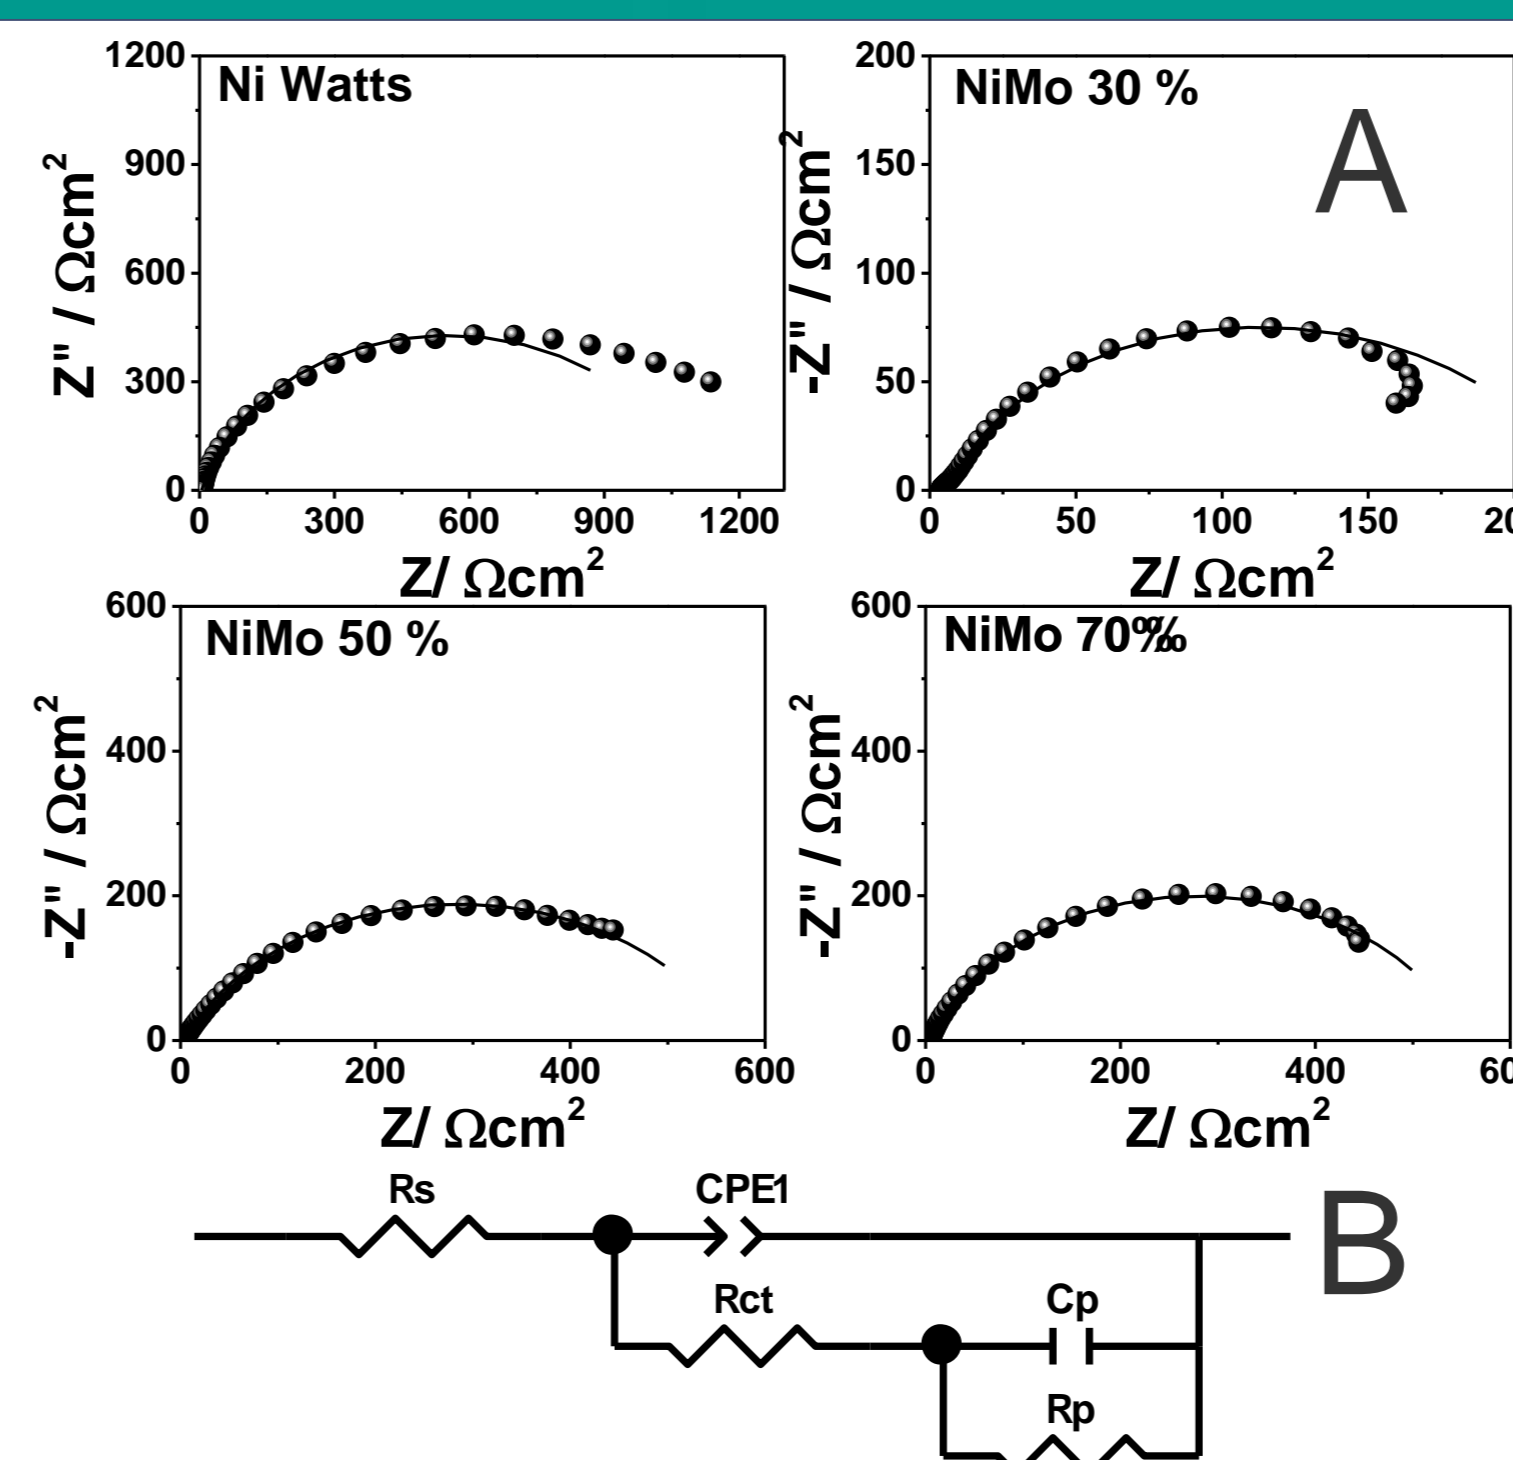 Ni Watts
1200
900
600
300
0
Z" / Ωcm²
0 300 600 900 1200
Z/ Ωcm²
NiMo 30 %
A
200
150
100
50
0
-Z" / Ωcm²
0 50 100 150 20
Z/ Ωcm²
NiMo 50 %
600
400
200
0
-Z" / Ωcm²
0 200 400 600
Z/ Ωcm²
NiMo 70%
600
400
200
0
-Z" / Ωcm²
0 200 400 60
Z/ Ωcm²
Rs CPE1
B
Rct Cp
Rp